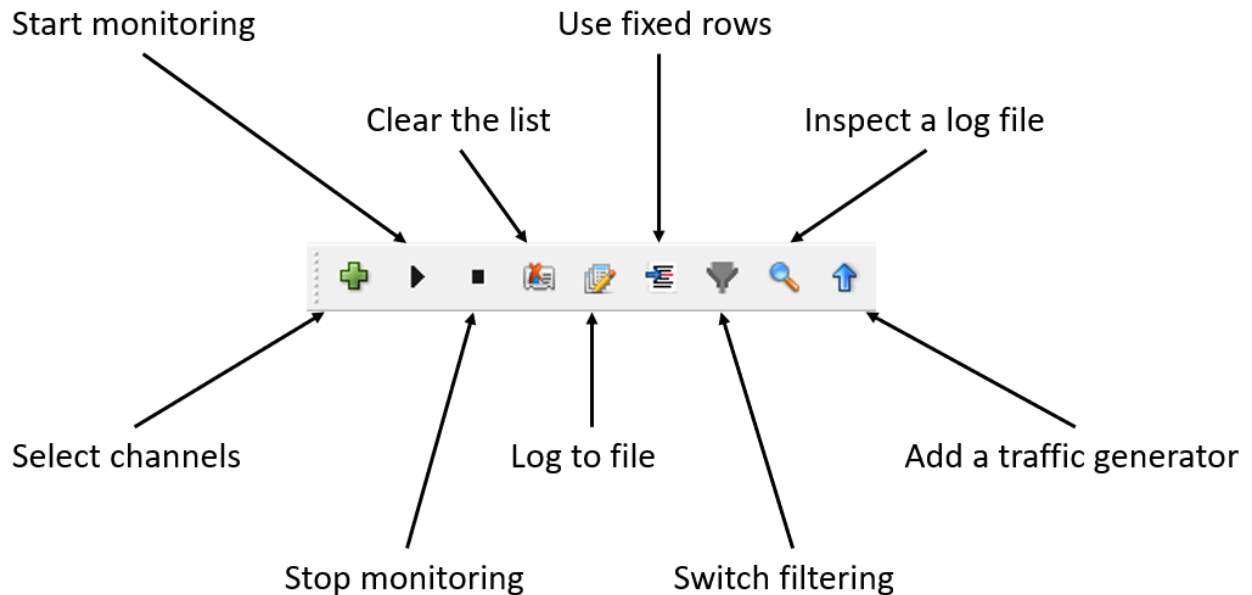 Start monitoring
Use fixed rows
Clear the list
Inspect a log file
Select channels
Log to file
Add a traffic generator
Stop monitoring
Switch filtering